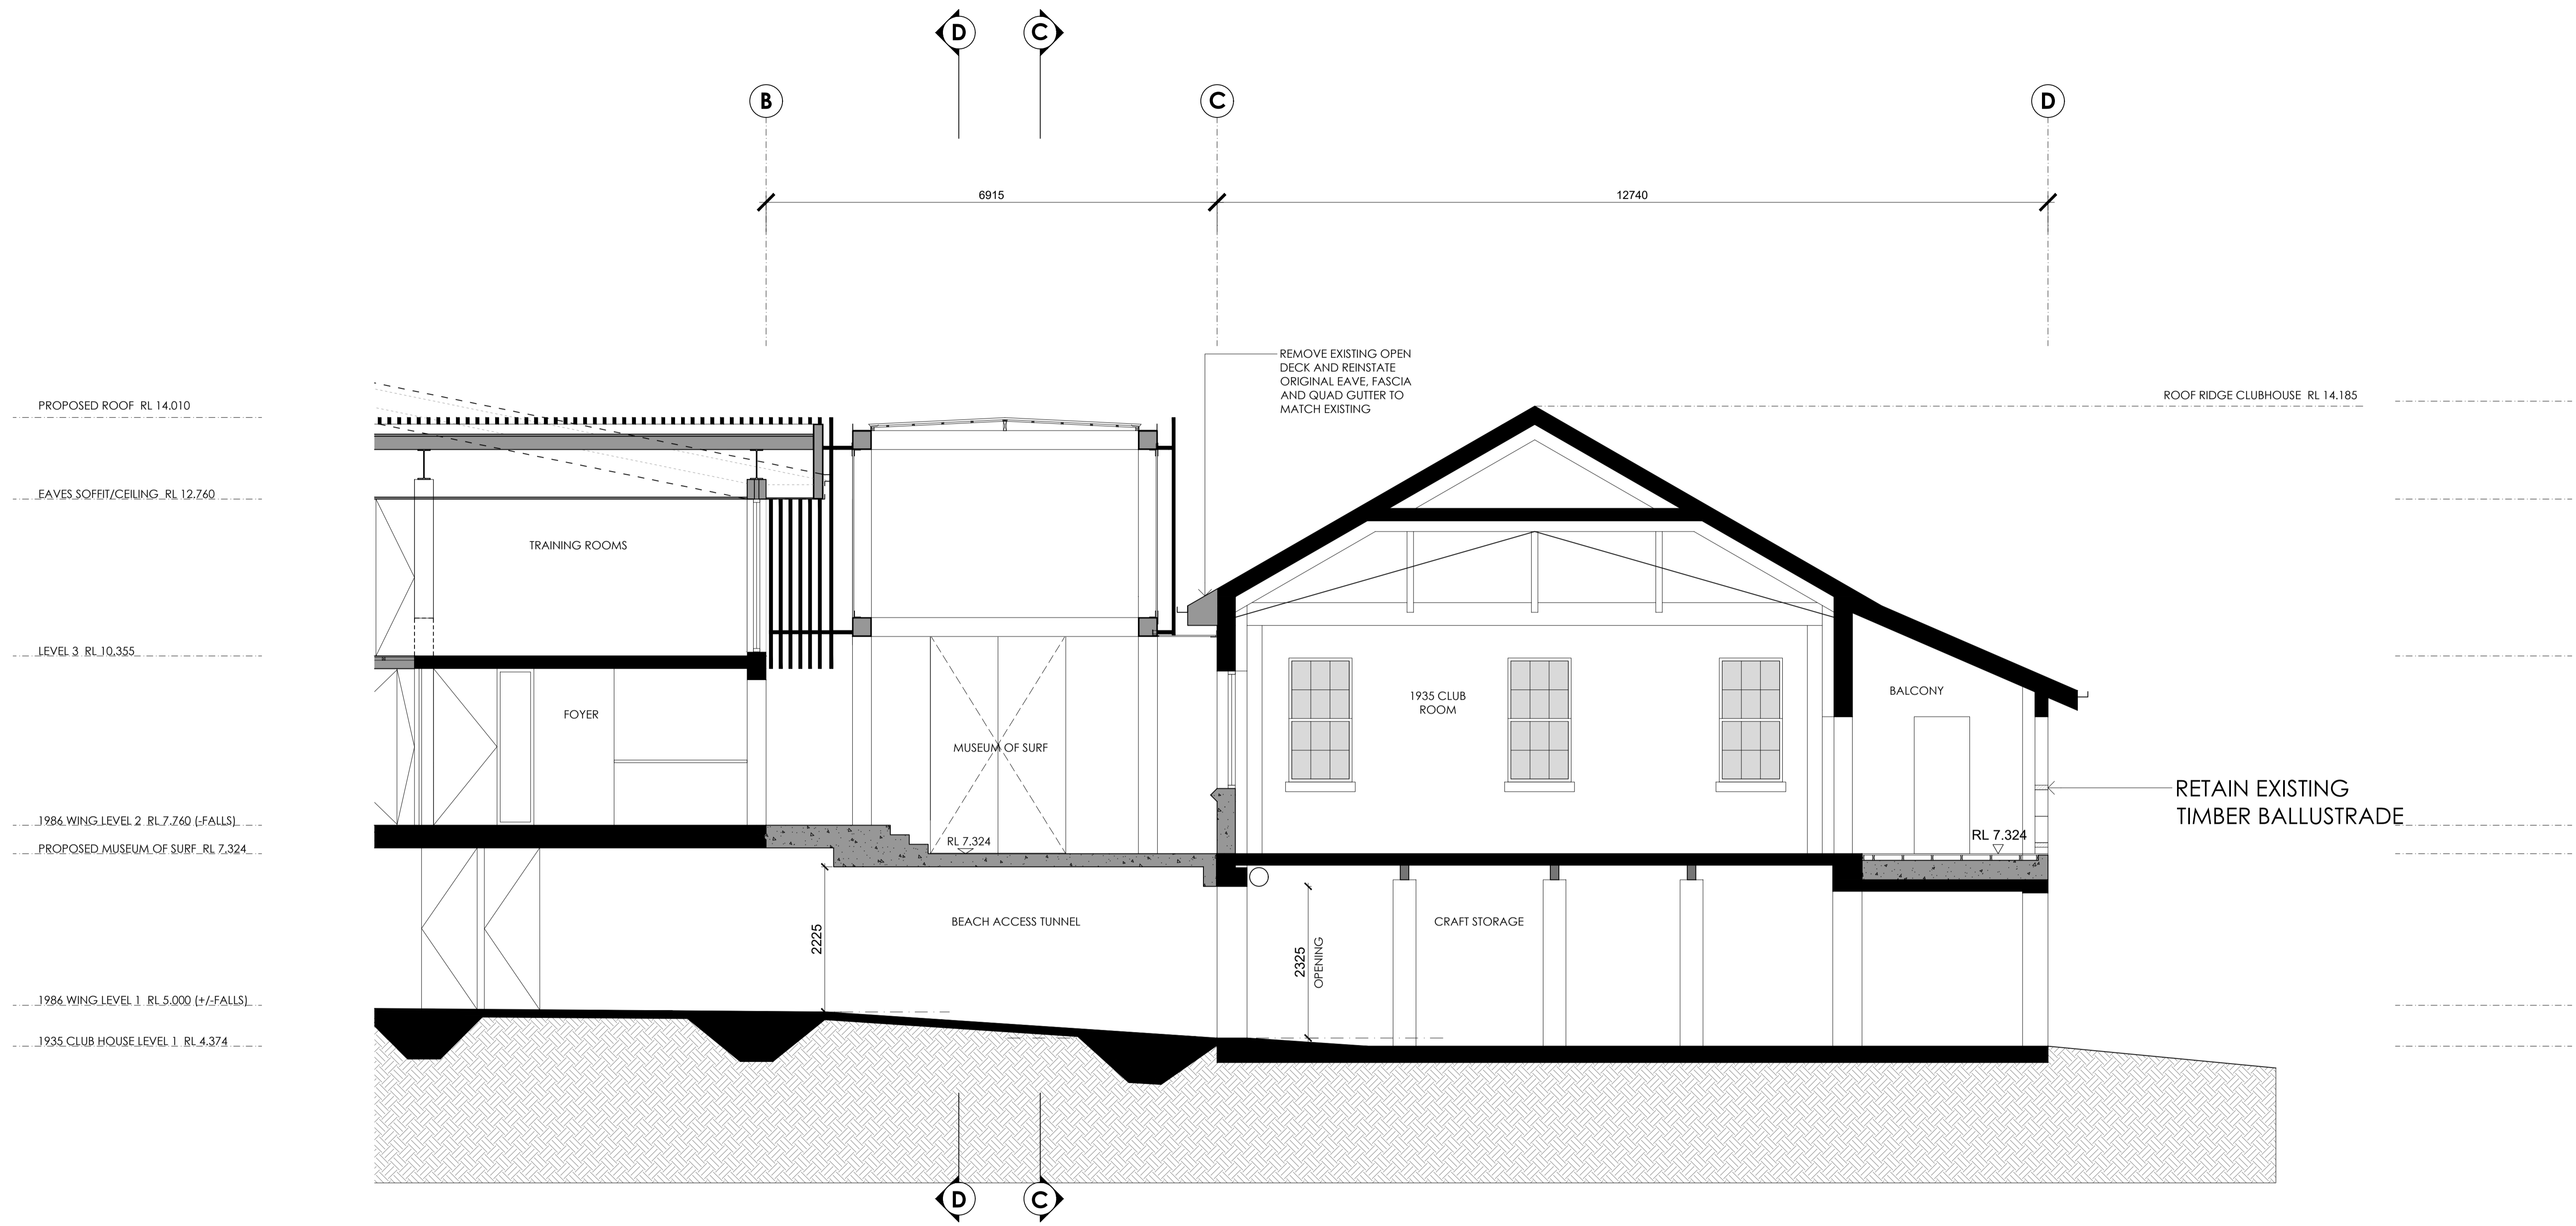 D
C
B
C
D
6915
12740
REMOVE EXISTING OPEN
DECK AND REINSTATE
ORIGINAL EAVE, FASCIA
AND QUAD GUTTER TO
MATCH EXISTING
PROPOSED ROOF RL 14.010
ROOF RIDGE CLUBHOUSE RL 14.185
EAVES SOFFIT/CEILING RL 12.760
TRAINING ROOMS
LEVEL 3 RL 10.355
FOYER
MUSEUM OF SURF
1935 CLUB
ROOM
BALCONY
RETAIN EXISTING
TIMBER BALLUSTRADE
1986 WING LEVEL 2 RL 7.760 (-FALLS)
PROPOSED MUSEUM OF SURF RL 7.324
RL 7.324
RL 7.324
2225
BEACH ACCESS TUNNEL
2325
OPENING
CRAFT STORAGE
1986 WING LEVEL 1 RL 5.000 (+/-FALLS)
1935 CLUB HOUSE LEVEL 1 RL 4.374
D
C